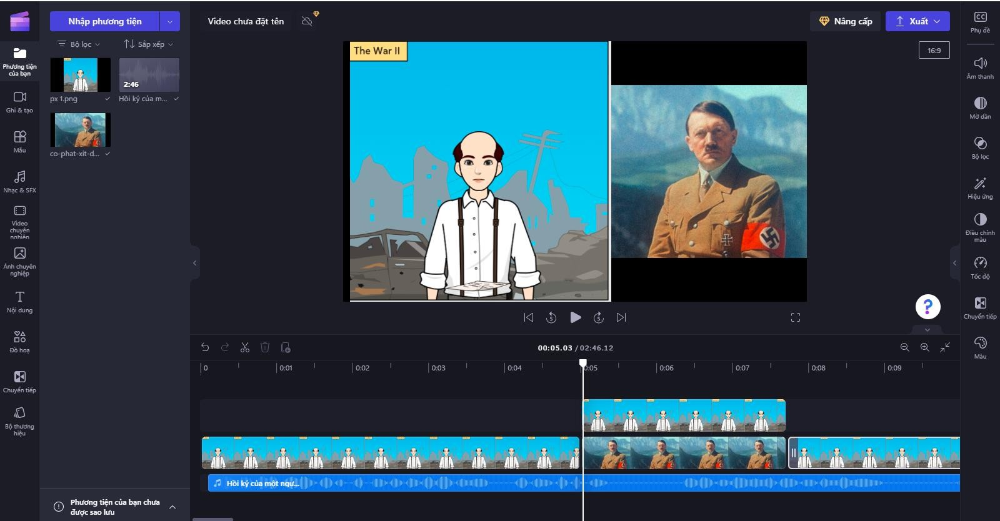 Nhập phương tiện
Video chưa đặt tên
Nâng cấp
Xuất
Bộ lọc
Sắp xếp
16:9
The War II
2:46
px 1.png
Hồi ký của m...
co-phat-xit-d...
Phương tiện
của bạn
Ghi & tạo
Mẫu
Nhạc & SFX
Video
chuyên
nghiệp
Ảnh chuyên
nghiệp
Nội dung
Đồ hoạ
Chuyển tiếp
Bộ thương
hiệu
CC
Phụ đề
Âm thanh
Mờ dần
Bộ lọc
Hiệu ứng
Điều chỉnh
màu
Tốc độ
Chuyển tiếp
Màu
5
5
?
00:05.03 / 02:46.12
0
0:01
0:02
0:03
0:04
0:05
0:06
0:07
0:08
0:09
Hồi ký của một ngư...
Phương tiện của bạn chưa
được sao lưu